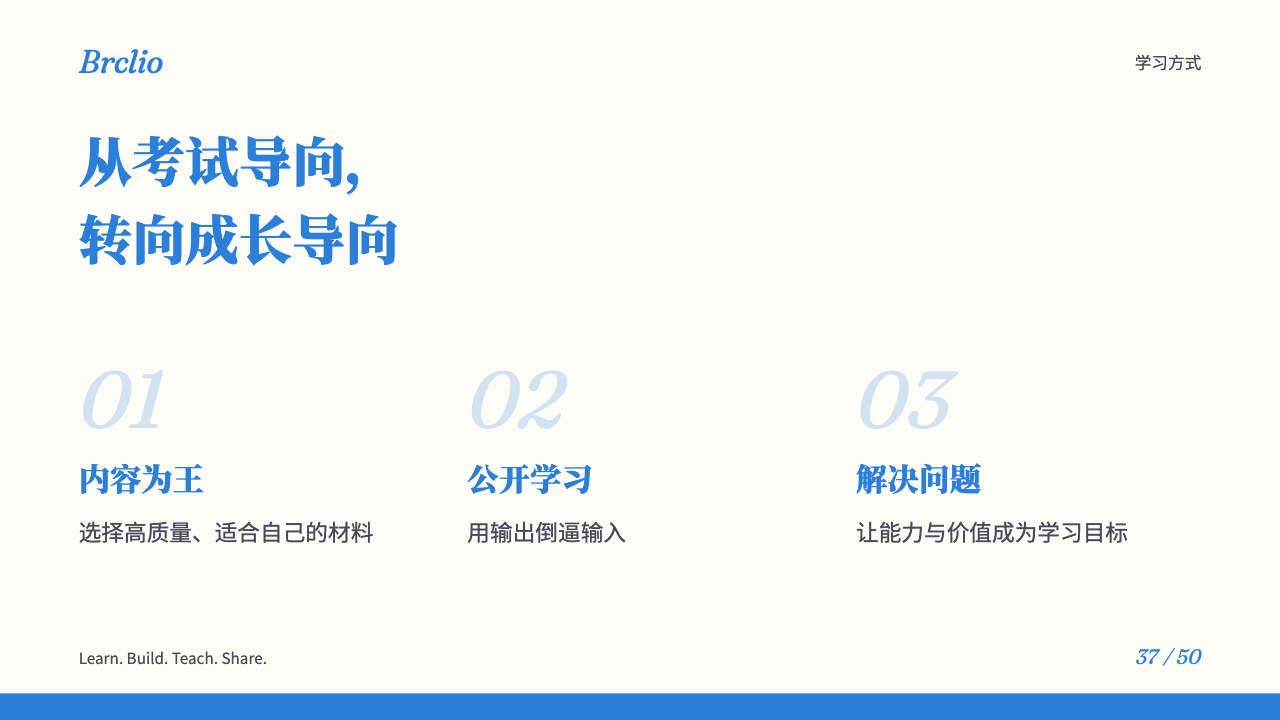 Brclio
学习方式
从考试导向,
转向成长导向
01
02
03
内容为王
公开学习
解决问题
选择高质量、适合自己的材料
用输出倒逼输入
让能力与价值成为学习目标
Learn. Build. Teach. Share.
37 / 50